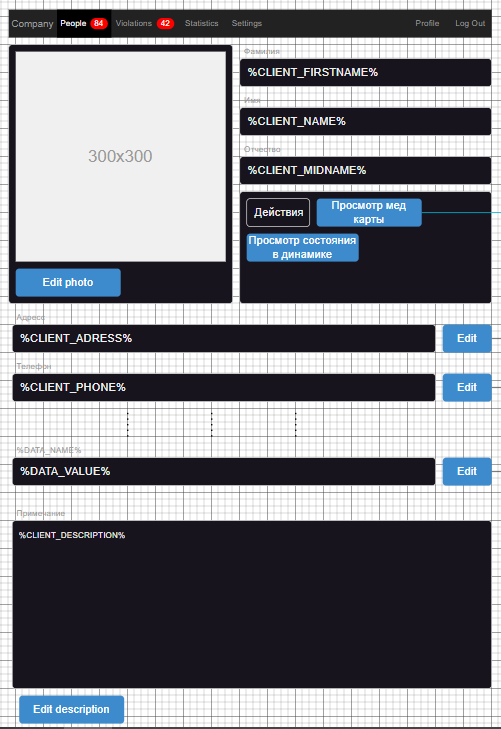 Company People 84 Violations 42 Statistics Settings Profile Log Out
300x300
Edit photo
Фамилия
%CLIENT_FIRSTNAME%
Имя
%CLIENT_NAME%
Отчество
%CLIENT_MIDNAME%
Действия
Просмотр мед
карты
Просмотр состояния
в динамике
Адресс
%CLIENT_ADRESS%
Edit
Телефон
%CLIENT_PHONE%
Edit
%DATA_NAME%
%DATA_VALUE%
Edit
Примечание
%CLIENT_DESCRIPTION%
Edit description